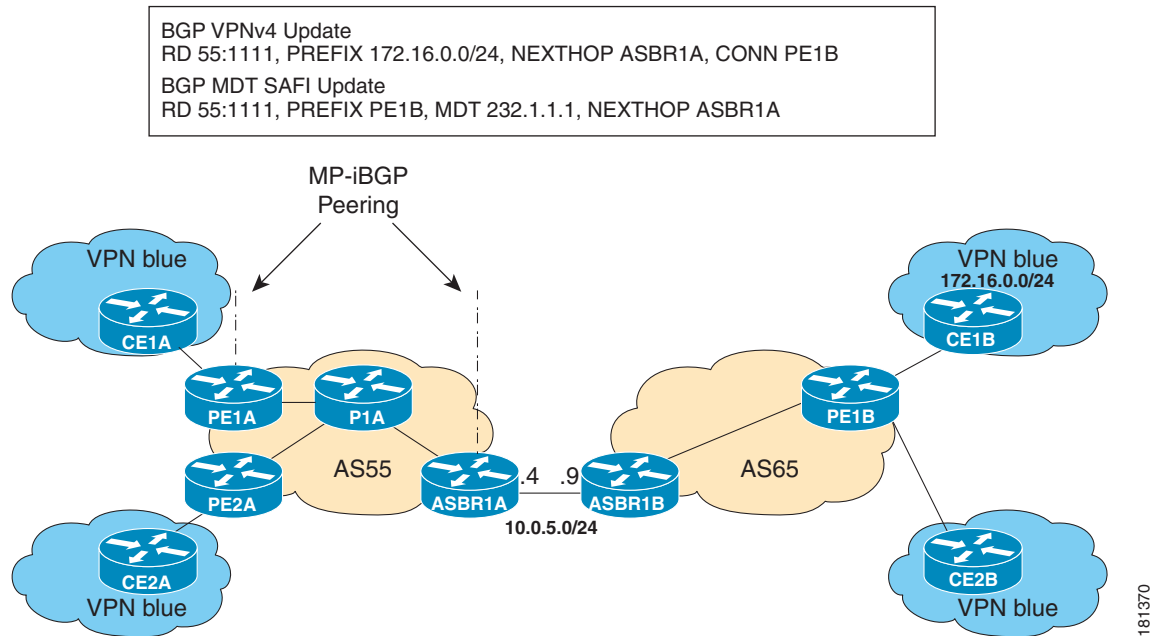 BGP VPNv4 Update
RD 55:1111, PREFIX 172.16.0.0/24, NEXTHOP ASBR1A, CONN PE1B
BGP MDT SAFI Update
RD 55:1111, PREFIX PE1B, MDT 232.1.1.1, NEXTHOP ASBR1A
MP-iBGP
Peering
VPN blue
CE1A
VPN blue
172.16.0.0/24
CE1B
PE1A
P1A
PE1B
AS55
AS65
PE2A
ASBR1A
.4
.9
ASBR1B
10.0.5.0/24
CE2A
VPN blue
CE2B
VPN blue
181370